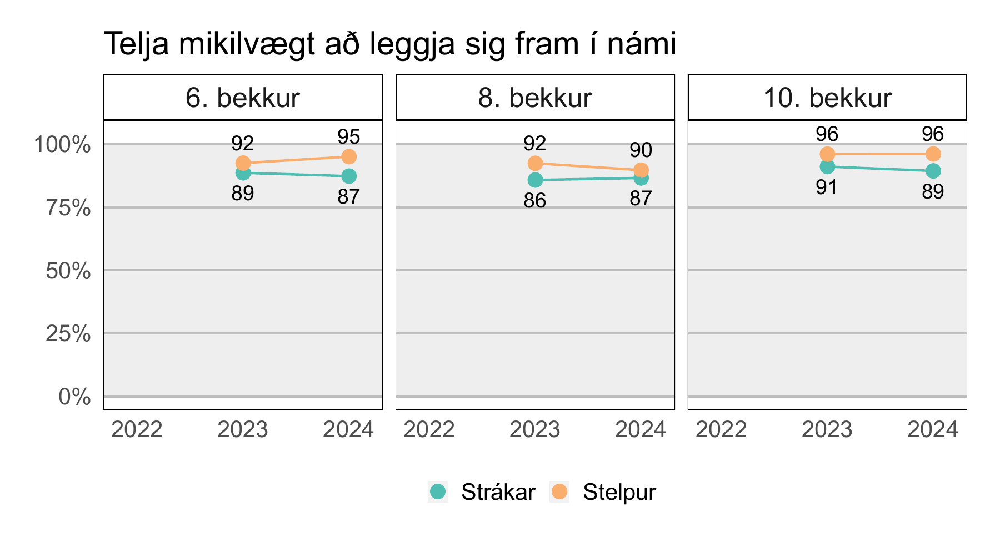 Telja mikilvægt að leggja sig fram í námi
6. bekkur 8. bekkur 10. bekkur
100%
75%
50%
25%
0%
92 95
89 87
92 90
86 87
96 96
91 89
2022 2023 2024 2022 2023 2024 2022 2023 2024
Strákar Stelpur